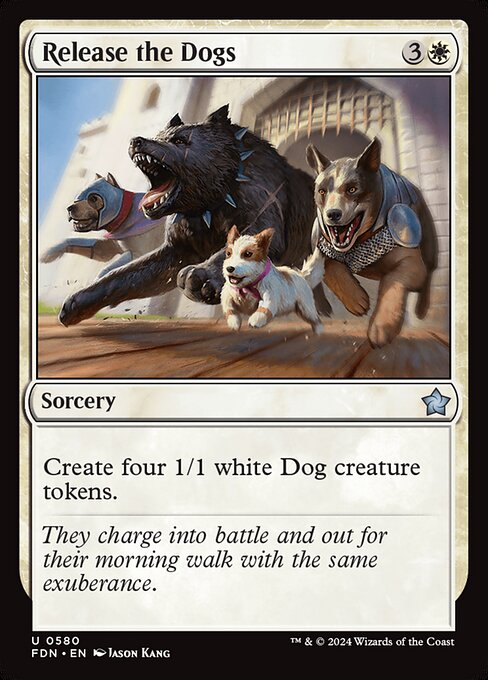 Release the Dogs 3
Sorcery
Create four 1/1 white Dog creature
tokens.
They charge into battle and out for
their morning walk with the same
exuberance.
U 0580
FDN • EN Jason Kang
™ & © 2024 Wizards of the Coast